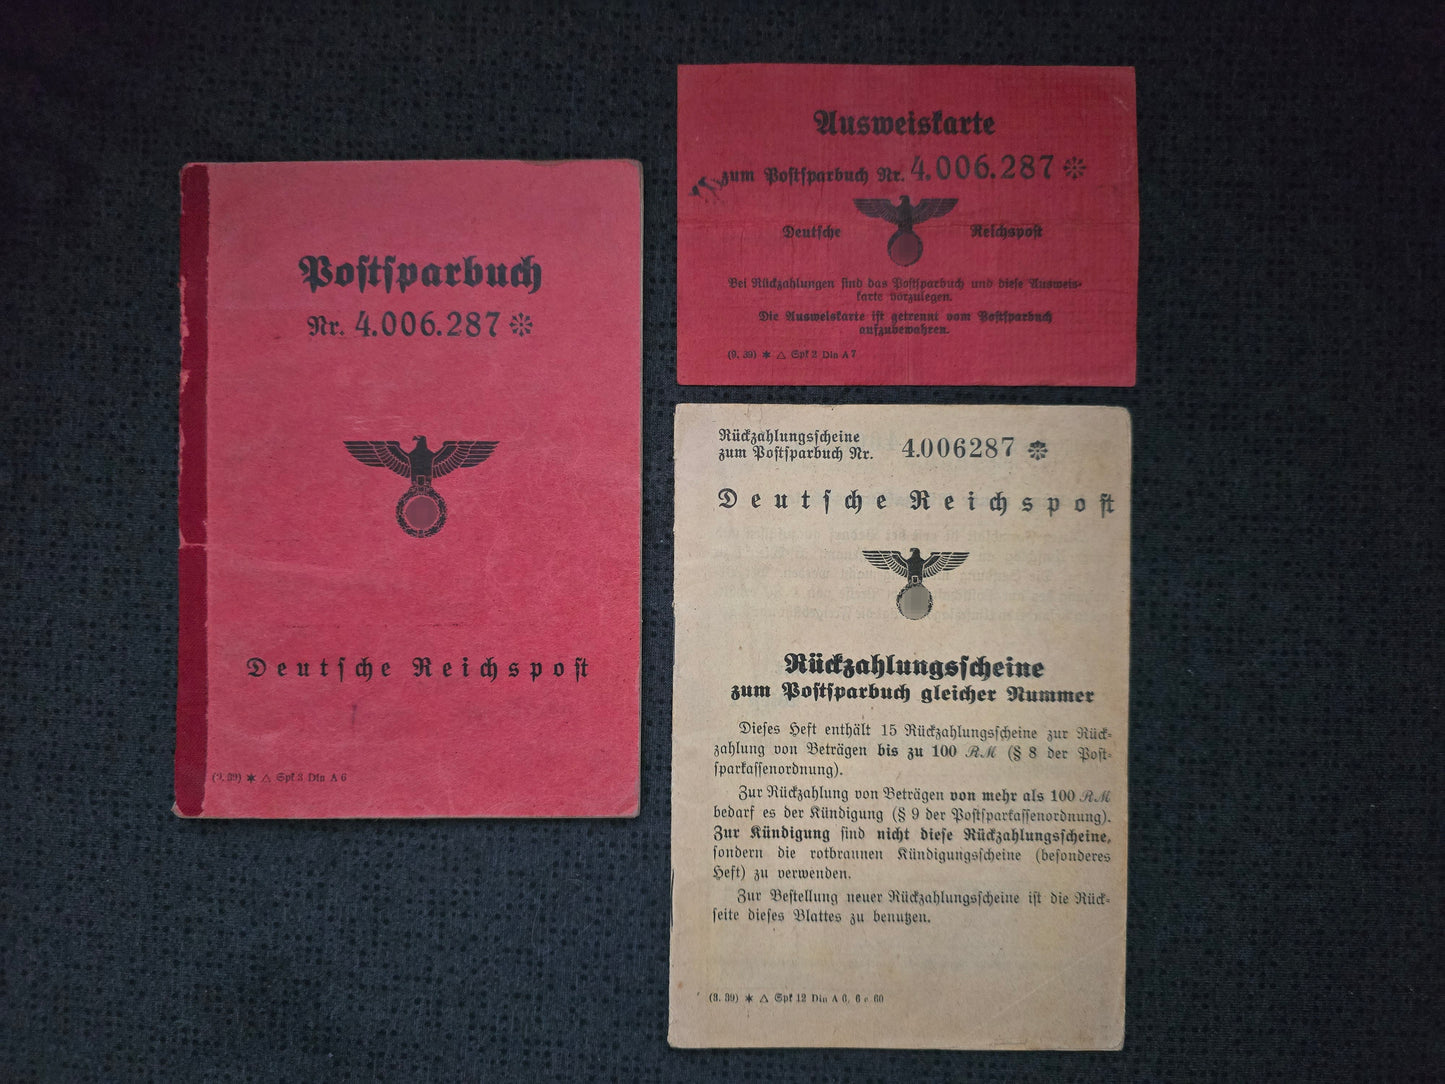 Postsparbuch
Nr. 4.006.287
Deutsche Reichspost
(9. 39) Spk 3 Din A 6
Ausweiskarte
zum Postsparbuch Nr. 4.006.287
Deutsche Reichspost
Bei Rückzahlungen sind das Postsparbuch und diese Ausweis-
karte vorzulegen.
Die Ausweiskarte ist getrennt vom Postsparbuch
aufzubewahren.
(9. 39) Spk 2 Din A 7
Rückzahlungsscheine
zum Postsparbuch Nr. 4.006287
Deutsche Reichspost
Rückzahlungsscheine
zum Postsparbuch gleicher Nummer
Dieses Heft enthält 15 Rückzahlungsscheine zur Rück-
zahlung von Beträgen bis zu 100 RM (§ 8 der Post-
sparkassenordnung).
Zur Rückzahlung von Beträgen von mehr als 100 RM
bedarf es der Kündigung (§ 9 der Postsparkassenordnung).
Zur Kündigung sind nicht diese Rückzahlungsscheine,
sondern die rotbraunen Kündigungsscheine (besonderes
Heft) zu verwenden.
Zur Bestellung neuer Rückzahlungsscheine ist die Rück-
seite dieses Blattes zu benutzen.
Spk 12 Din A 6, 6 c 60